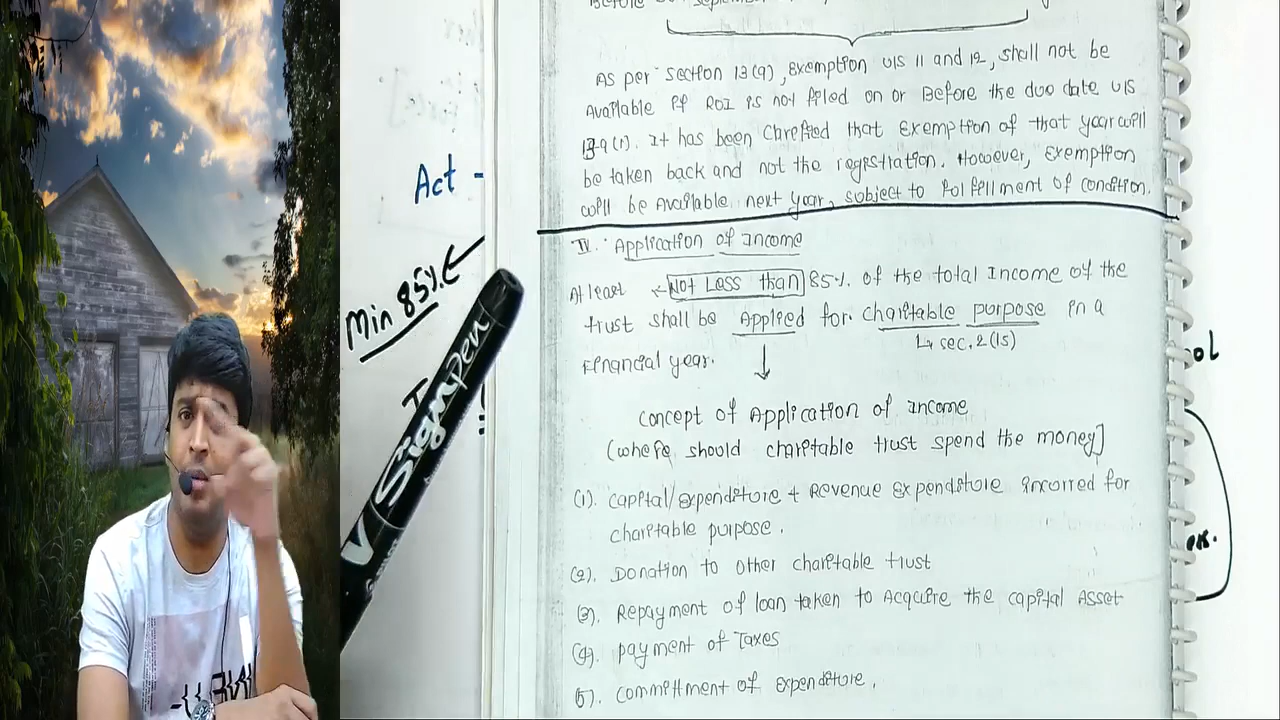 Before
As per section 13(9), Exemption U/S 11 and 12, shall not be
Available if ROI is not filed on or Before the due date U/S
139(1). It has been Clarified that Exemption of that year will
be taken back and not the registration. However, Exemption
will be Available next year, subject to fulfillment of condition.
Act -
Min 85%
IV. Application of Income
At least ← Not Less than 85% of the total Income of the
trust shall be Applied for Charitable purpose in a
↳ sec. 2(15)
Financial year.
Concept of Application of Income
(where should charitable trust spend the money]
(1). Capital/Expenditure + Revenue Expenditure incurred for
charitable purpose.
(2). Donation to other charitable trust
(3). Repayment of loan taken to Acquire the capital Asset
(4). payment of Taxes
(5). Committment of Expenditure.
V Signpen